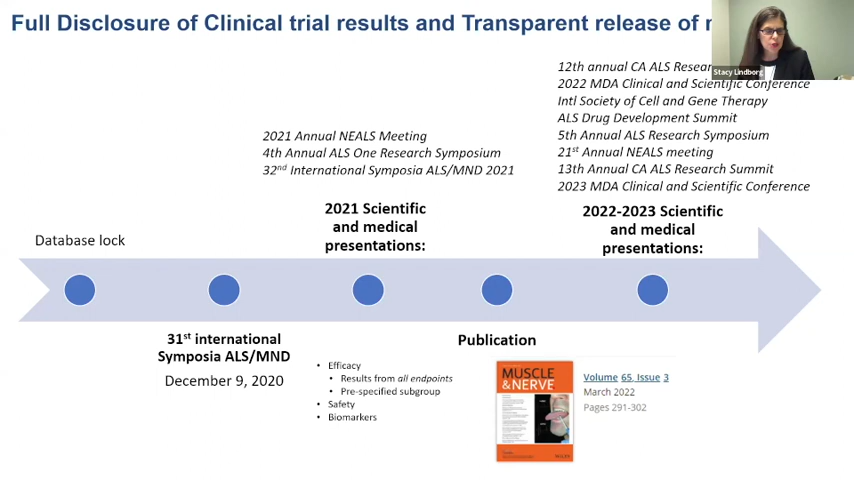 Full Disclosure of Clinical trial results and Transparent release of
Stacy Lindborg
12th annual CA ALS Resear
2022 MDA Clinical and Scientific Conference
Intl Society of Cell and Gene Therapy
ALS Drug Development Summit
5th Annual ALS Research Symposium
21st Annual NEALS meeting
13th Annual CA ALS Research Summit
2023 MDA Clinical and Scientific Conference
2021 Annual NEALS Meeting
4th Annual ALS One Research Symposium
32nd International Symposia ALS/MND 2021
2021 Scientific
and medical
presentations:
2022-2023 Scientific
and medical
presentations:
Database lock
31st international
Symposia ALS/MND
December 9, 2020
• Efficacy
• Results from all endpoints
• Pre-specified subgroup
• Safety
• Biomarkers
Publication
MUSCLE
& NERVE
WILEY
Volume 65, Issue 3
March 2022
Pages 291-302